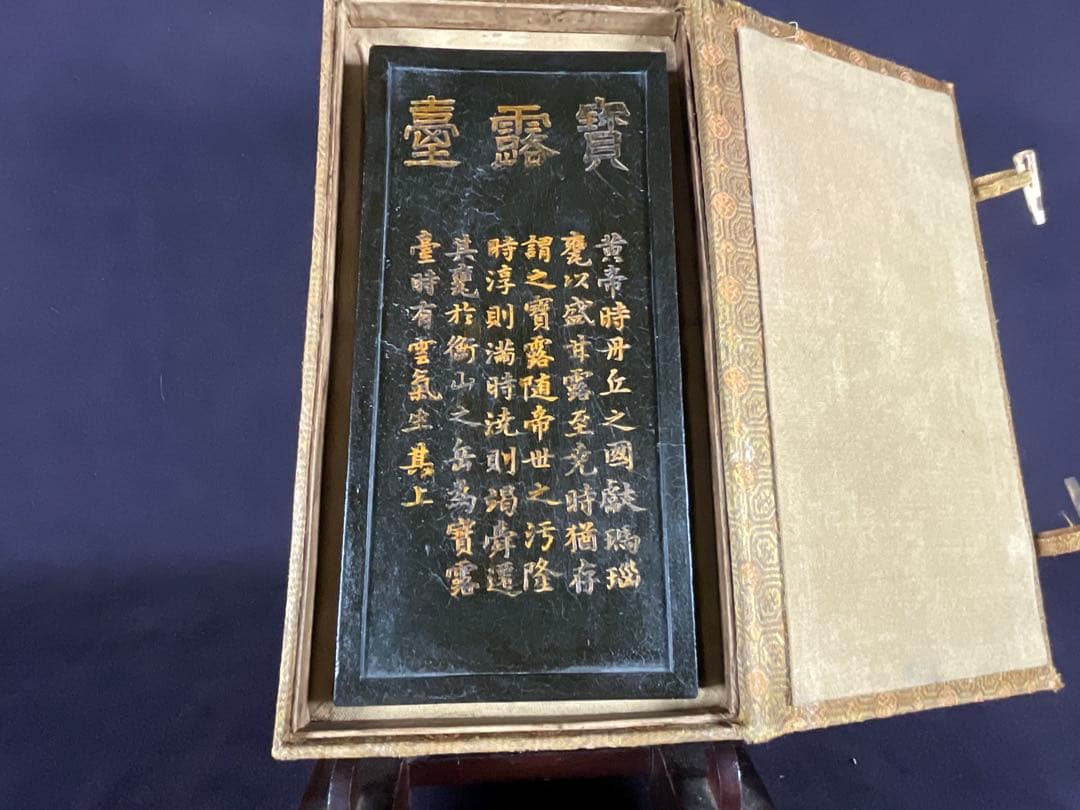 寶露臺
黄帝時丹丘之國獻瑪瑙
甕以盛甘露至堯時猶存
謂之寶露随帝世之污隆
時淳則滿時澆則竭舜遷
其甕於衡山之岳為寶露
臺時有雲氣生其上